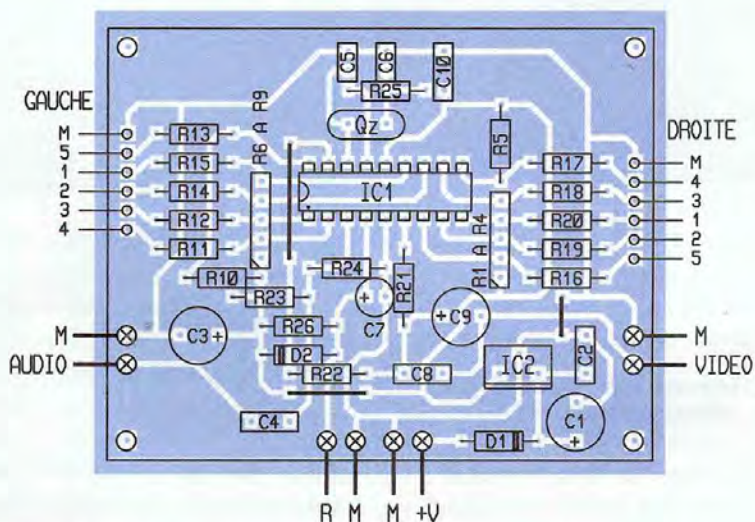 C5
C6
C10
GAUCHE
R9
R25
M
R13
A
Qz
R5
DROITE
5
R15
R6
R17
M
1
R14
IC1
R18
4
2
R12
R4
R20
3
3
R11
A
R19
1
4
R10
R24
R21
R1
R16
2
5
R23
+
C7
+
C9
M
C3
+
R26
C2
M
AUDIO
D2
IC2
VIDEO
R22
C8
C4
D1
C1
+
R
M
M
+V